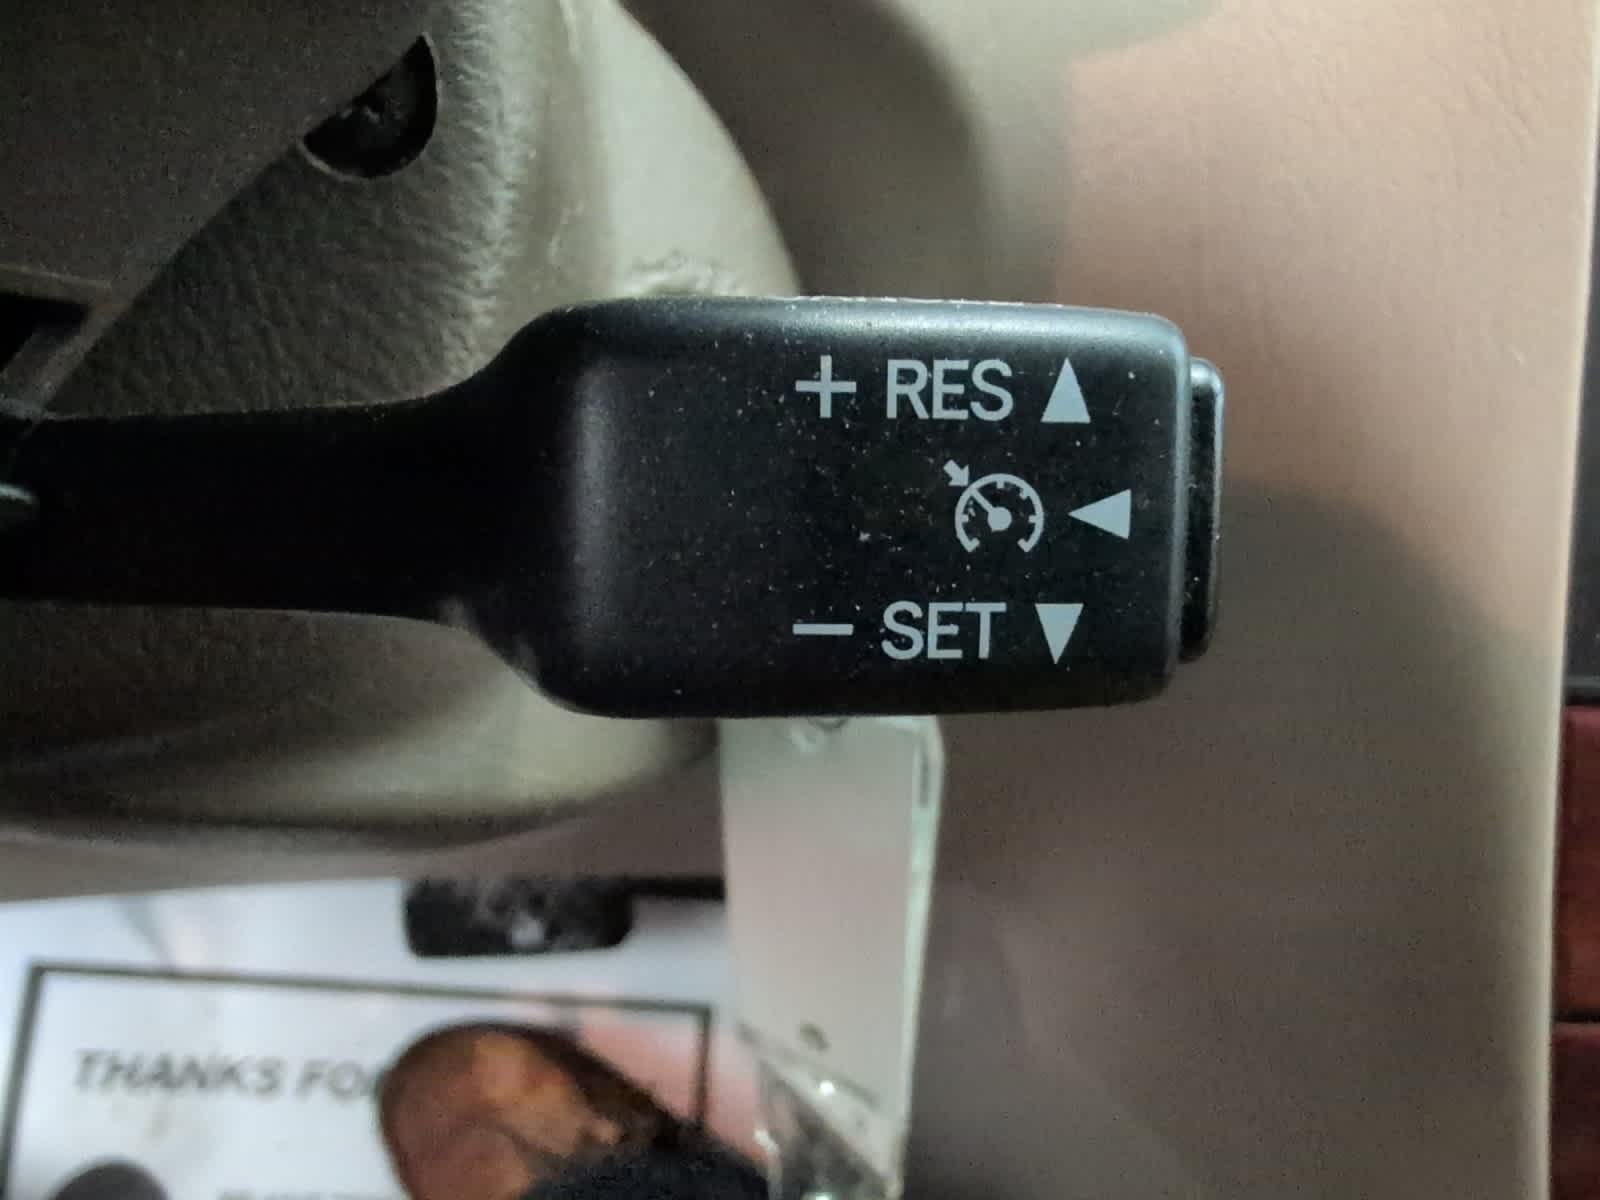 + RES ▲
◀
− SET ▼
THANKS FO